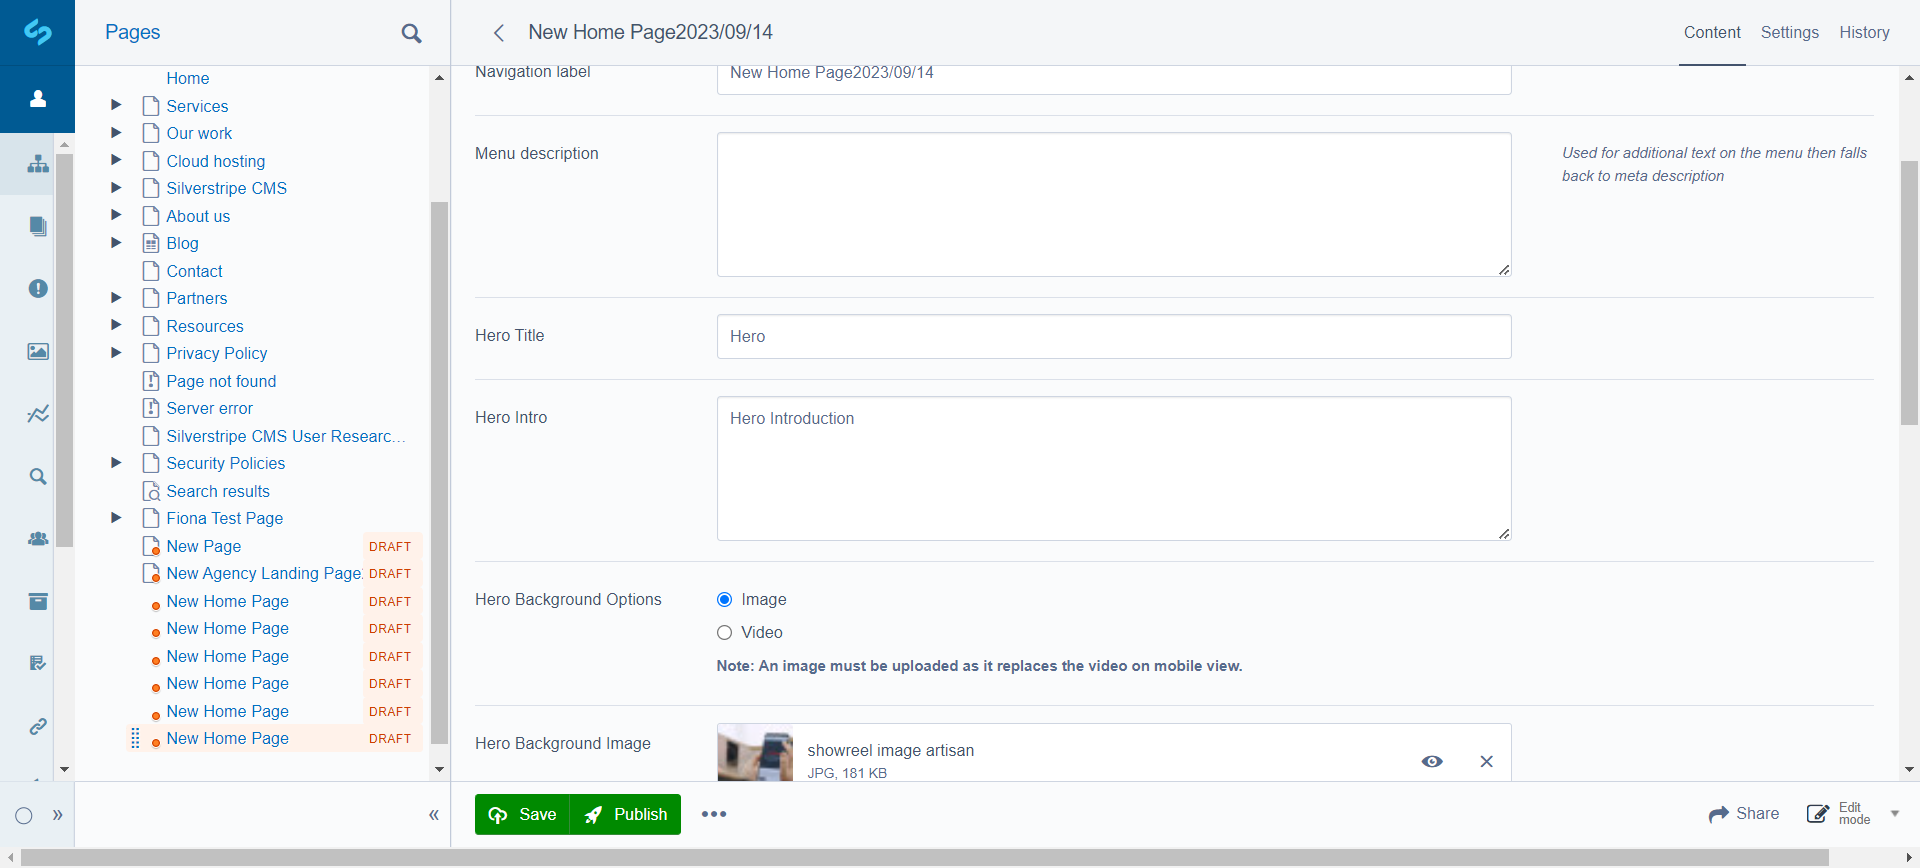 Pages
New Home Page2023/09/14
Content
Settings
History
Home
Services
Our work
Cloud hosting
Silverstripe CMS
About us
Blog
Contact
Partners
Resources
Privacy Policy
Page not found
Server error
Silverstripe CMS User Researc...
Security Policies
Search results
Fiona Test Page
New Page DRAFT
New Agency Landing Page DRAFT
New Home Page DRAFT
New Home Page DRAFT
New Home Page DRAFT
New Home Page DRAFT
New Home Page DRAFT
New Home Page DRAFT
Navigation label
New Home Page2023/09/14
Menu description
Used for additional text on the menu then falls
back to meta description
Hero Title
Hero
Hero Intro
Hero Introduction
Hero Background Options
Image
Video
Note: An image must be uploaded as it replaces the video on mobile view.
Hero Background Image
showreel image artisan
JPG, 181 KB
Save
Publish
Share
Edit
mode